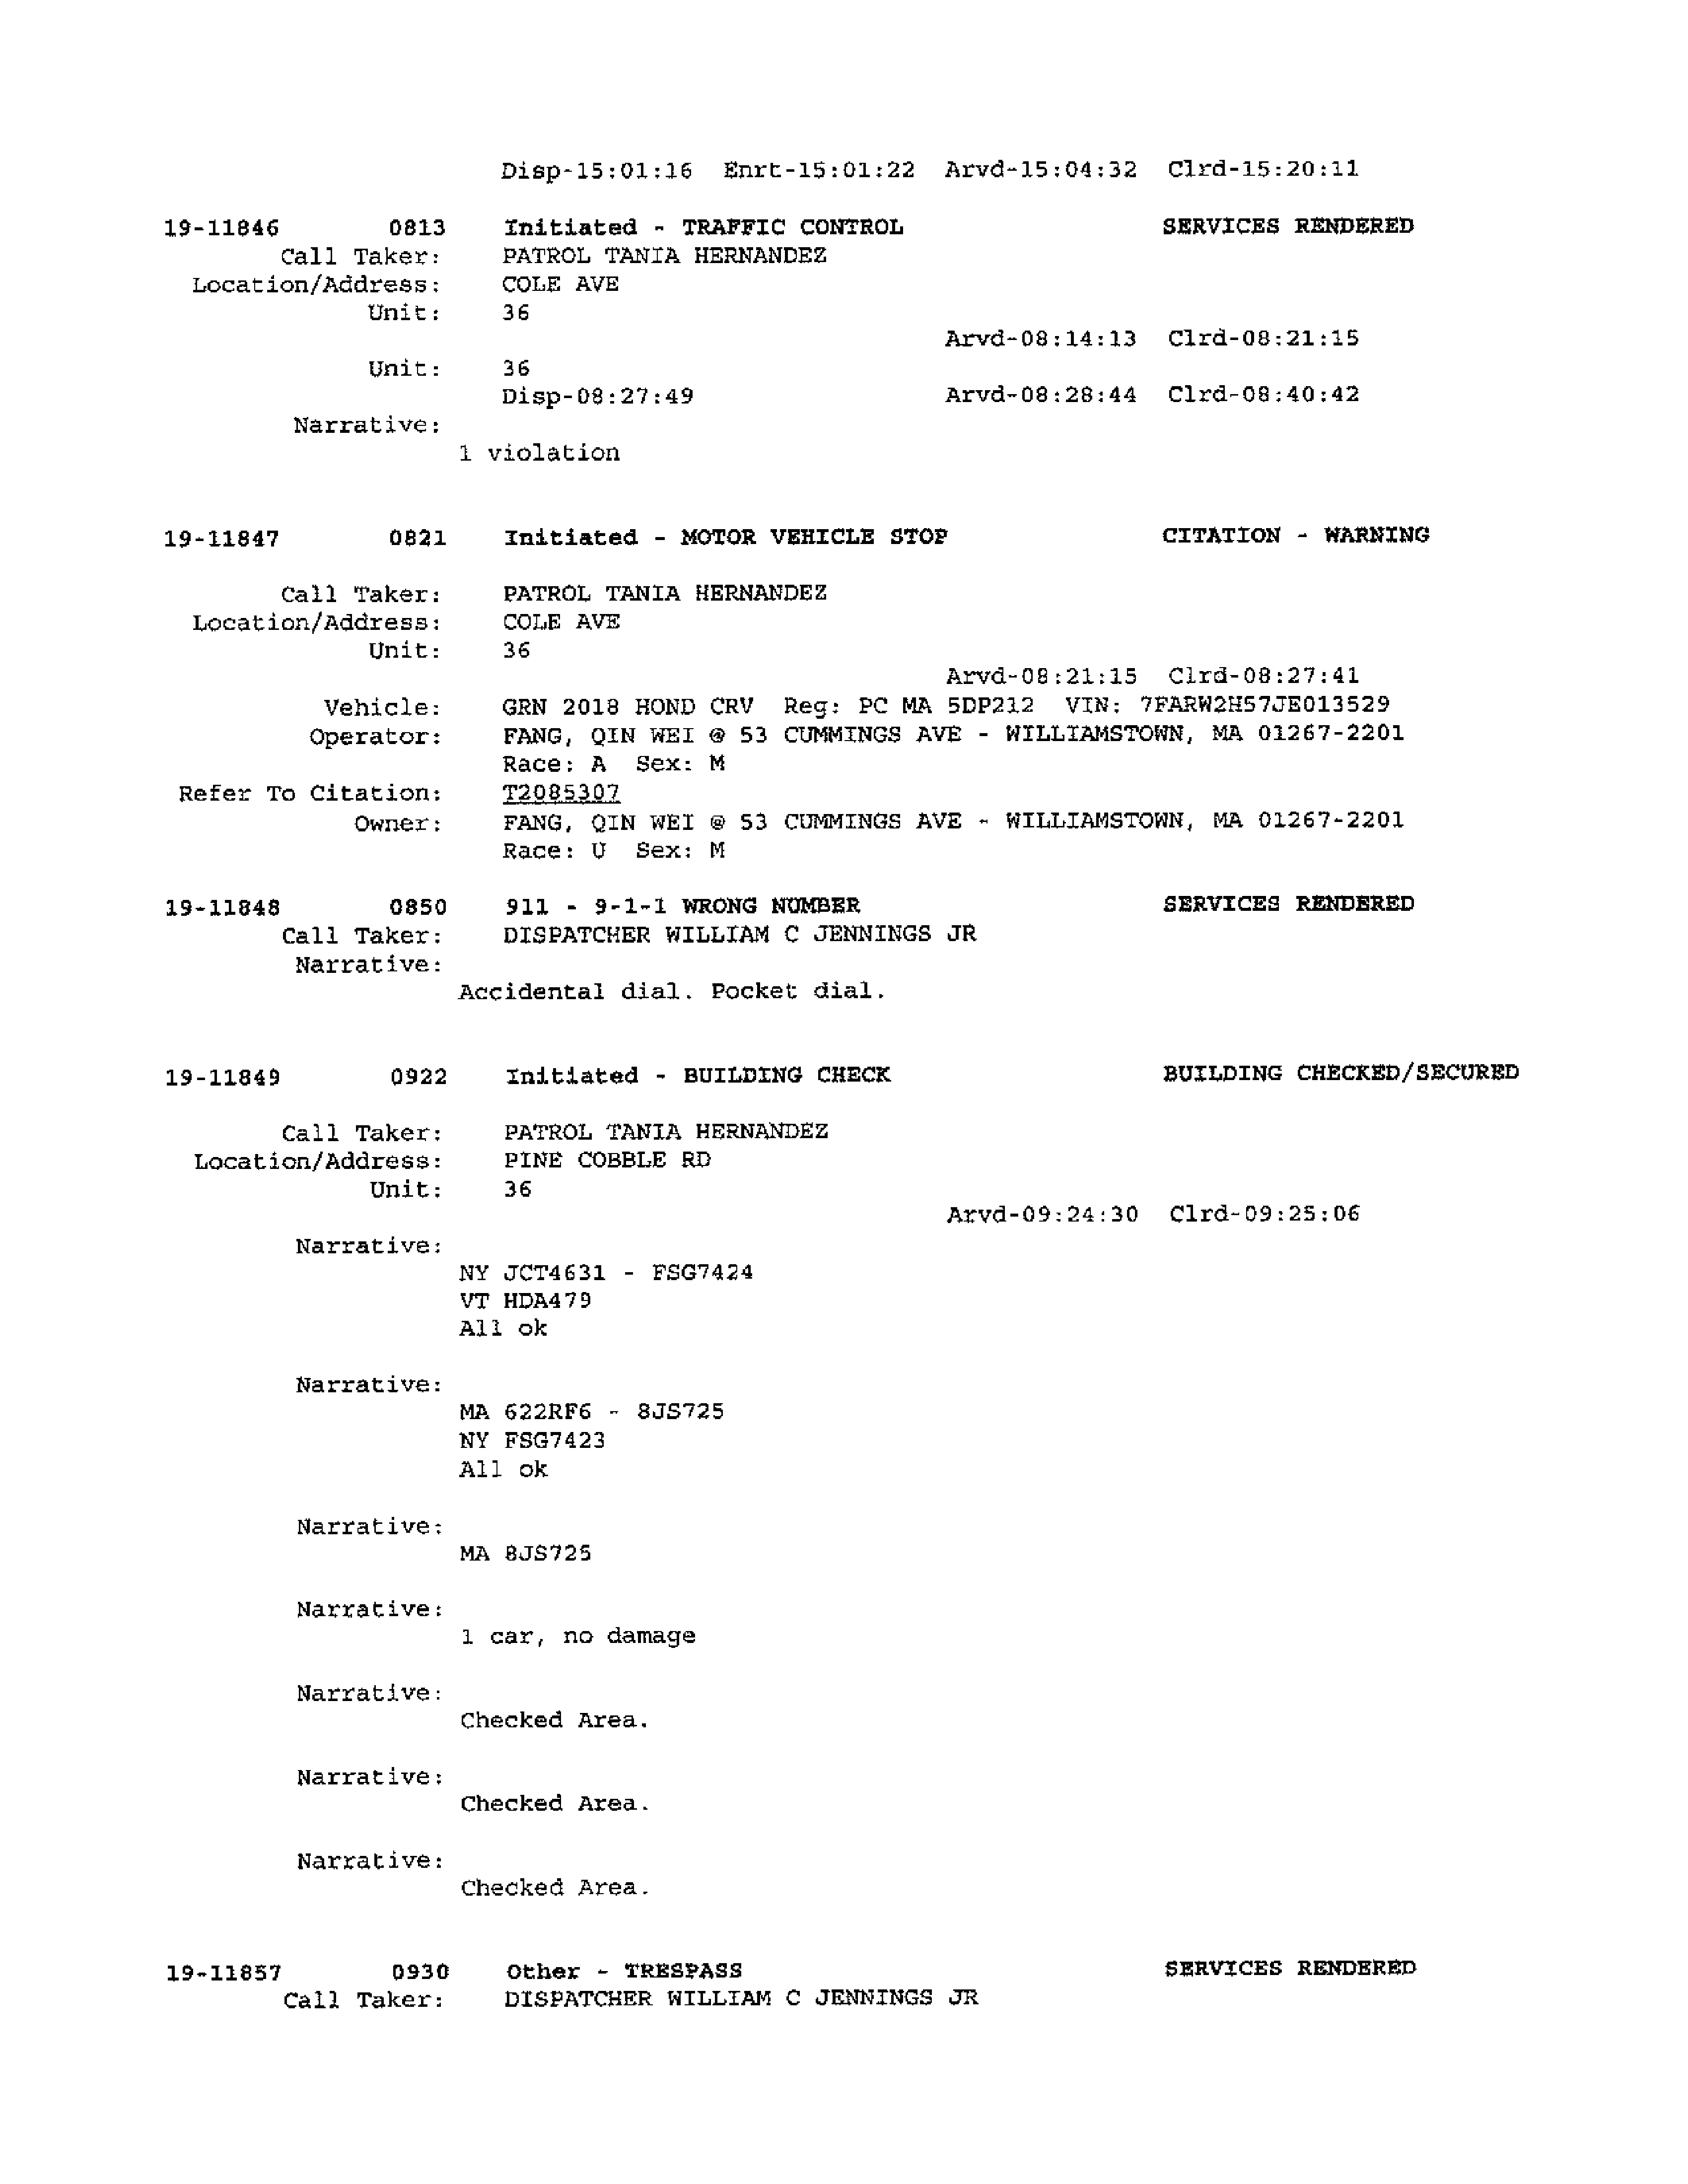 Disp-15:01:16 Enrt-15:01:22 Arvd-15:04:32 Clrd-15:20:11
19-11846 0813 Initiated - TRAFFIC CONTROL SERVICES RENDERED
Call Taker: PATROL TANIA HERNANDEZ
Location/Address: COLE AVE
Unit: 36
Arvd-08:14:13 Clrd-08:21:15
Unit: 36
Disp-08:27:49 Arvd-08:28:44 Clrd-08:40:42
Narrative:
1 violation
19-11847 0821 Initiated - MOTOR VEHICLE STOP CITATION - WARNING
Call Taker: PATROL TANIA HERNANDEZ
Location/Address: COLE AVE
Unit: 36
Arvd-08:21:15 Clrd-08:27:41
Vehicle: GRN 2018 HOND CRV Reg: PC MA 5DP212 VIN: 7FARW2H57JE013529
Operator: FANG, QIN WEI @ 53 CUMMINGS AVE - WILLIAMSTOWN, MA 01267-2201
Race: A Sex: M
Refer To Citation: T2085307
Owner: FANG, QIN WEI @ 53 CUMMINGS AVE - WILLIAMSTOWN, MA 01267-2201
Race: U Sex: M
19-11848 0850 911 - 9-1-1 WRONG NUMBER SERVICES RENDERED
Call Taker: DISPATCHER WILLIAM C JENNINGS JR
Narrative:
Accidental dial. Pocket dial.
19-11849 0922 Initiated - BUILDING CHECK BUILDING CHECKED/SECURED
Call Taker: PATROL TANIA HERNANDEZ
Location/Address: PINE COBBLE RD
Unit: 36
Arvd-09:24:30 Clrd-09:25:06
Narrative:
NY JCT4631 - FSG7424
VT HDA479
All ok
Narrative:
MA 622RF6 - 8JS725
NY FSG7423
All ok
Narrative:
MA 8JS725
Narrative:
1 car, no damage
Narrative:
Checked Area.
Narrative:
Checked Area.
Narrative:
Checked Area.
19-11857 0930 Other - TRESPASS SERVICES RENDERED
Call Taker: DISPATCHER WILLIAM C JENNINGS JR